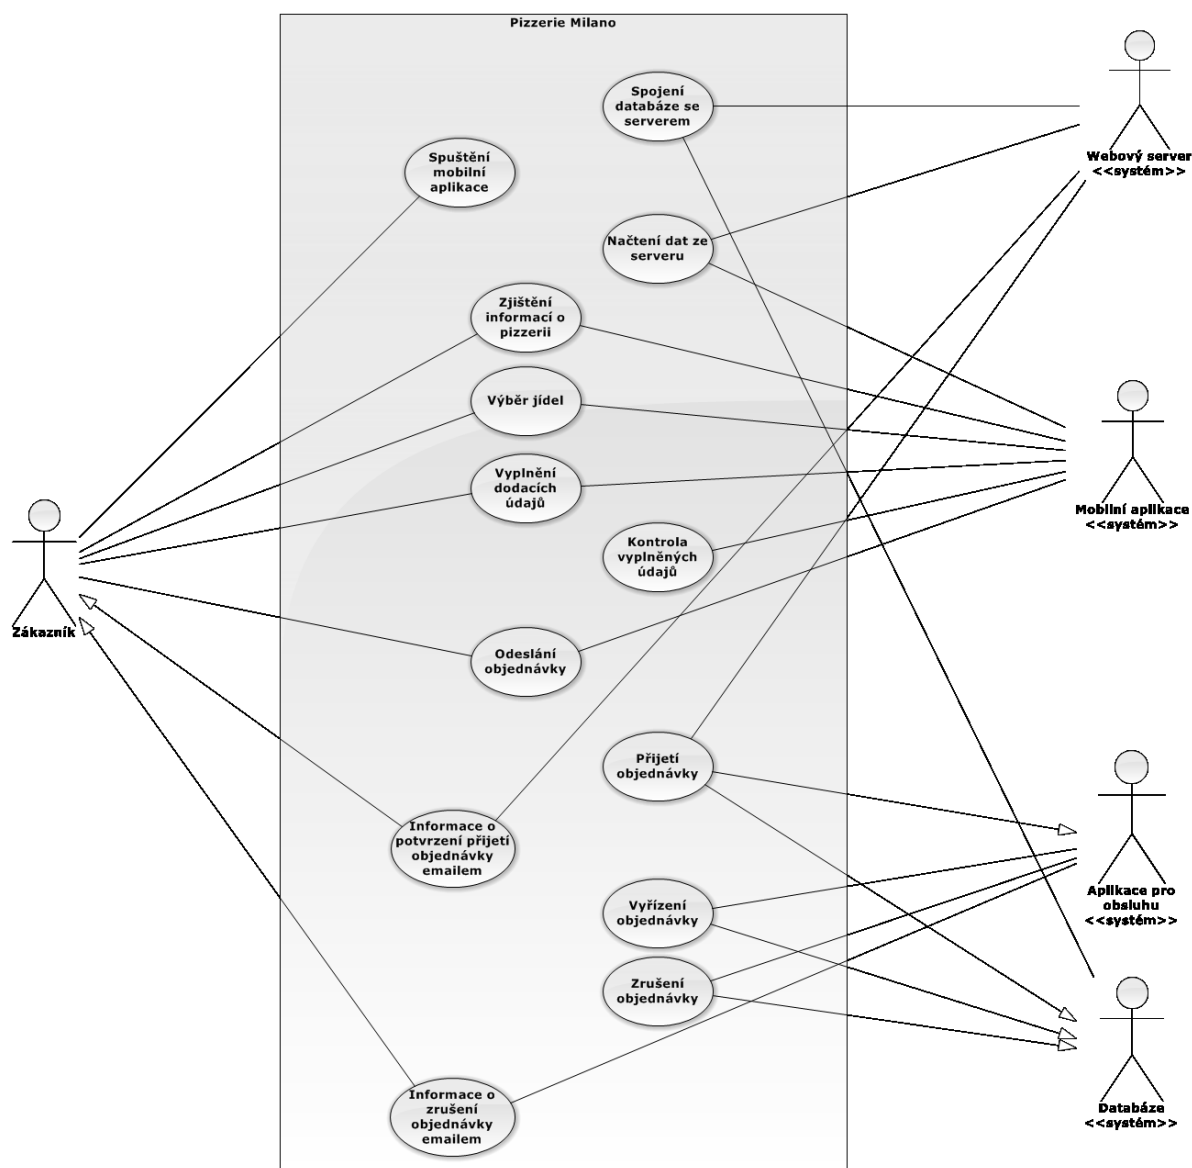 Pizzerie Milano
Spojení
databáze se
serverem
Webový server
<<systém>>
Spuštění
mobilní
aplikace
Načtení dat ze
serveru
Zjištění
informací o
pizzerii
Výběr jídel
Vyplnění
dodacích
údajů
Mobilní aplikace
<<systém>>
Kontrola
vyplněných
údajů
Zákazník
Odeslání
objednávky
Přijetí
objednávky
Informace o
potvrzení přijetí
objednávky
emailem
Aplikace pro
obsluhu
<<systém>>
Vyřízení
objednávky
Zrušení
objednávky
Informace o
zrušení
objednávky
emailem
Databáze
<<systém>>